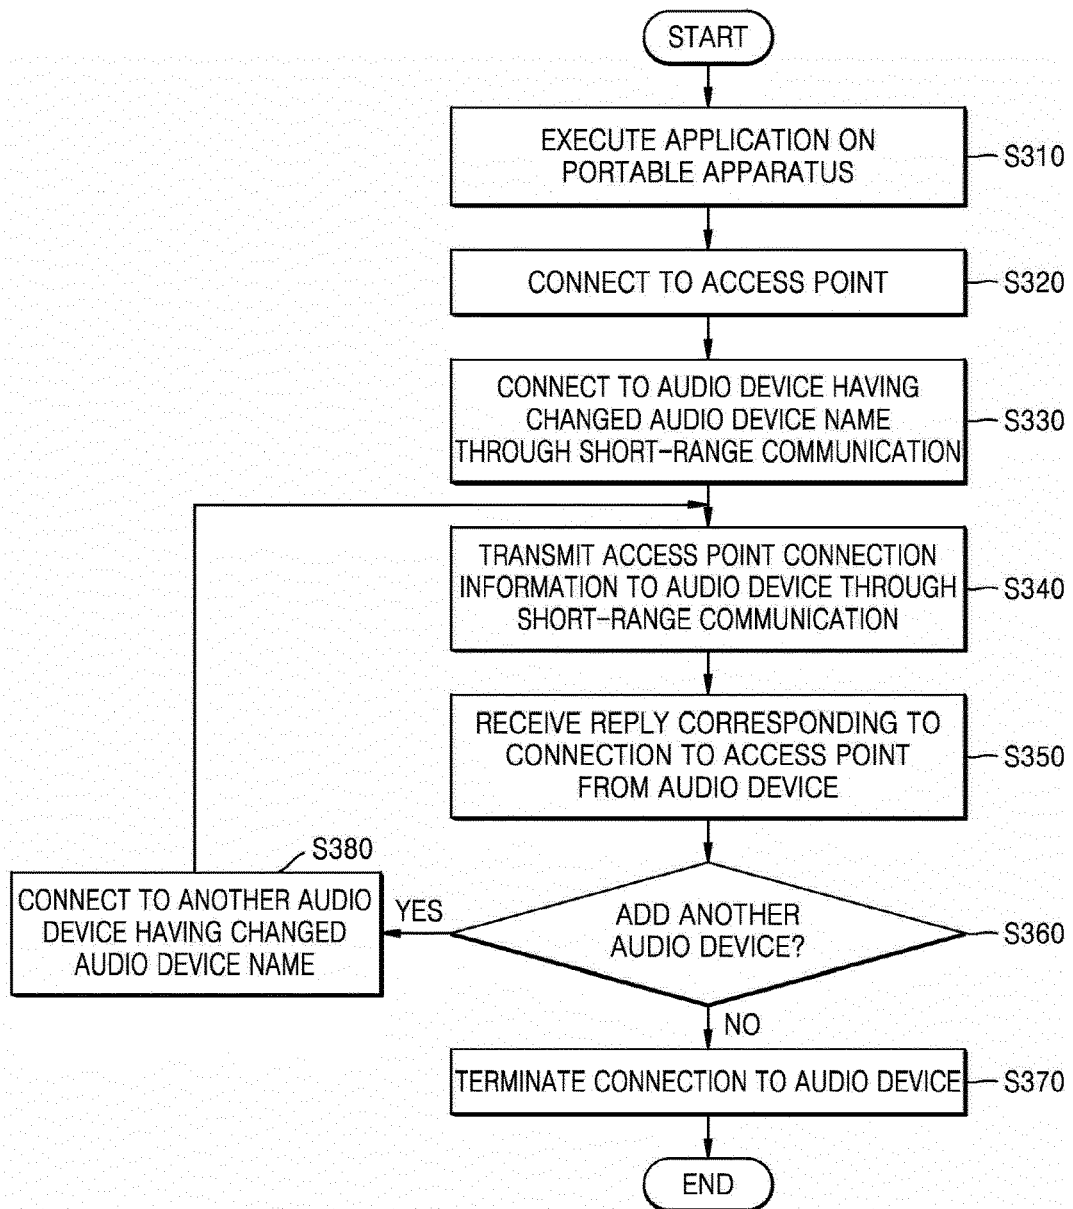 START
EXECUTE APPLICATION ON
PORTABLE APPARATUS
S310
CONNECT TO ACCESS POINT
S320
CONNECT TO AUDIO DEVICE HAVING
CHANGED AUDIO DEVICE NAME
THROUGH SHORT-RANGE COMMUNICATION
S330
TRANSMIT ACCESS POINT CONNECTION
INFORMATION TO AUDIO DEVICE THROUGH
SHORT-RANGE COMMUNICATION
S340
RECEIVE REPLY CORRESPONDING TO
CONNECTION TO ACCESS POINT
FROM AUDIO DEVICE
S350
ADD ANOTHER
AUDIO DEVICE?
S360
YES
S380
CONNECT TO ANOTHER AUDIO
DEVICE HAVING CHANGED
AUDIO DEVICE NAME
NO
TERMINATE CONNECTION TO AUDIO DEVICE
S370
END